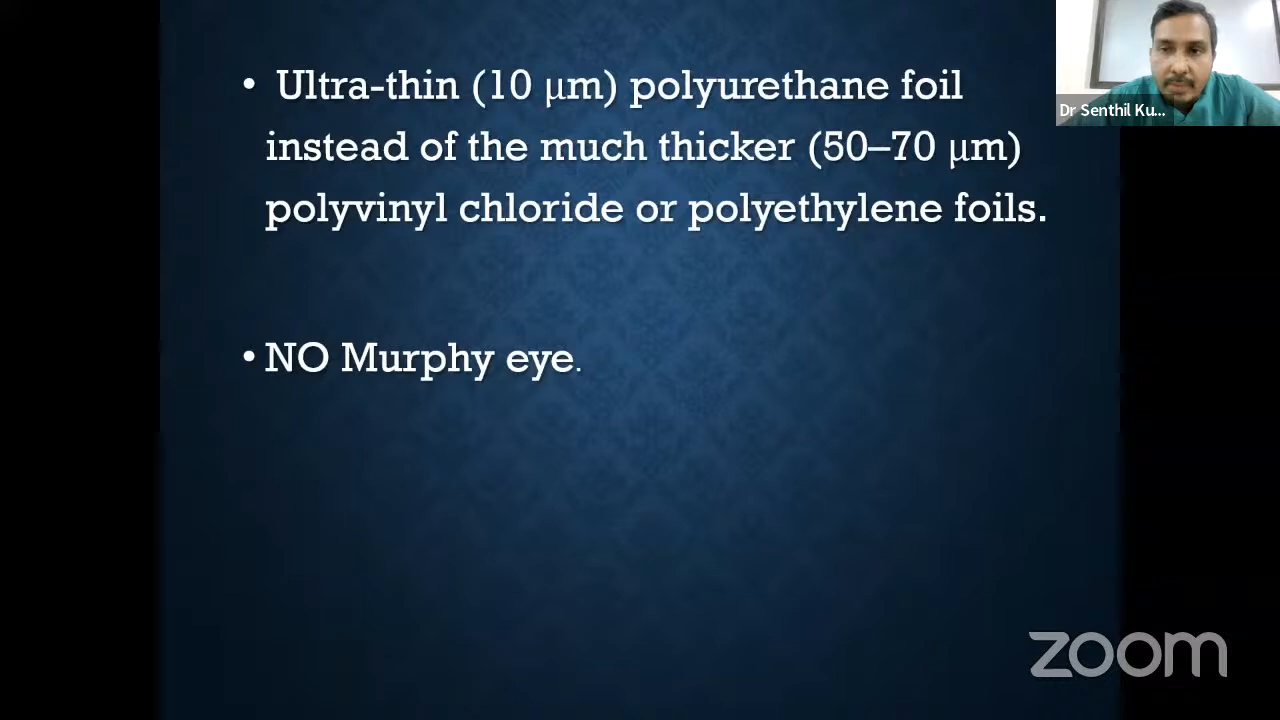 • Ultra-thin (10 μm) polyurethane foil
instead of the much thicker (50–70 μm)
polyvinyl chloride or polyethylene foils.
• NO Murphy eye.
Dr Senthil Ku...
zoom